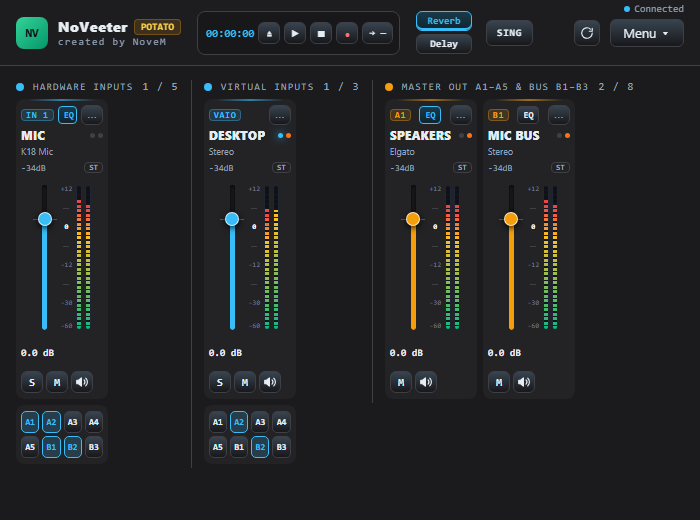 Connected
NV NoVeeter POTATO
created by NoveM
00:00:00
Reverb
Delay
SING
Menu
HARDWARE INPUTS 1 / 5
VIRTUAL INPUTS 1 / 3
MASTER OUT A1-A5 & BUS B1-B3 2 / 8
IN 1 EQ ...
MIC
K18 Mic
-34dB ST
+12
0
-12
-30
-60
0.0 dB
S M
A1 A2 A3 A4
A5 B1 B2 B3
VAIO ...
DESKTOP
Stereo
-34dB ST
+12
0
-12
-30
-60
0.0 dB
S M
A1 A2 A3 A4
A5 B1 B2 B3
A1 EQ ...
SPEAKERS
Elgato
-34dB ST
+12
0
-12
-30
-60
0.0 dB
M
B1 EQ ...
MIC BUS
Stereo
-34dB ST
+12
0
-12
-30
-60
0.0 dB
M